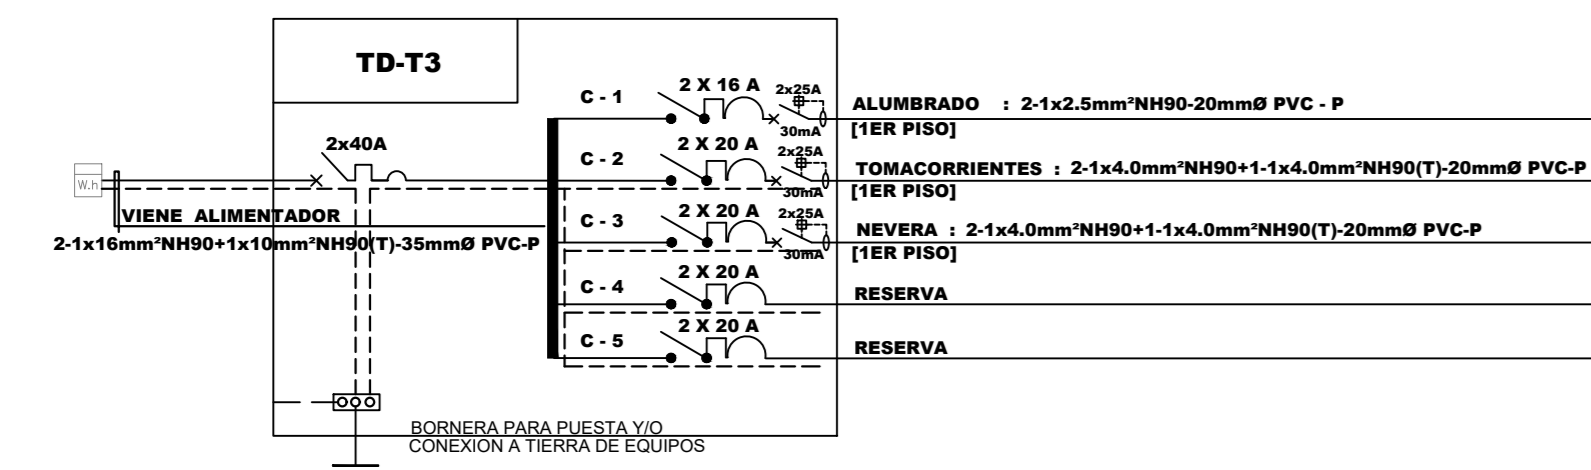 TD-T3
W.h
2x40A
VIENE ALIMENTADOR
2-1x16mm²NH90+1x10mm²NH90(T)-35mmØ PVC-P
C - 1
2 X 16 A
2x25A
30mA
ALUMBRADO : 2-1x2.5mm²NH90-20mmØ PVC - P
[1ER PISO]
C - 2
2 X 20 A
2x25A
30mA
TOMACORRIENTES : 2-1x4.0mm²NH90+1-1x4.0mm²NH90(T)-20mmØ PVC-P
[1ER PISO]
C - 3
2 X 20 A
2x25A
30mA
NEVERA : 2-1x4.0mm²NH90+1-1x4.0mm²NH90(T)-20mmØ PVC-P
[1ER PISO]
C - 4
2 X 20 A
RESERVA
C - 5
2 X 20 A
RESERVA
BORNERA PARA PUESTA Y/O
CONEXION A TIERRA DE EQUIPOS